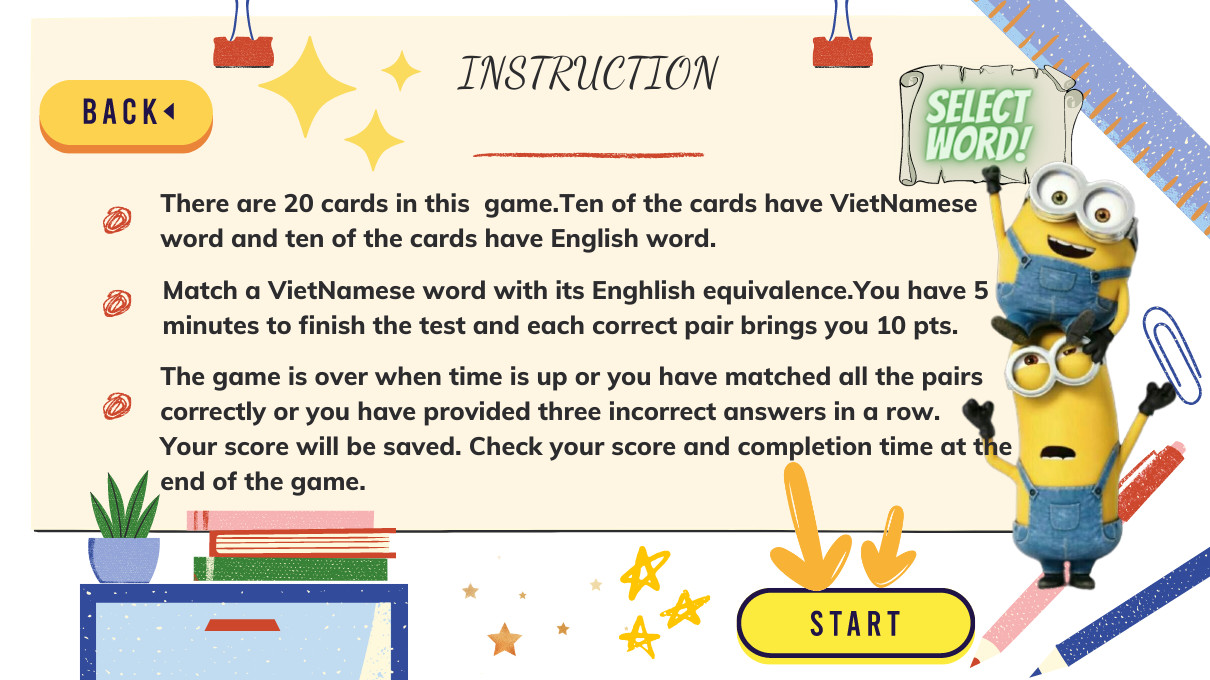 INSTRUCTION
BACK
SELECT
WORD!
There are 20 cards in this game.Ten of the cards have VietNamese
word and ten of the cards have English word.
Match a VietNamese word with its Enghlish equivalence.You have 5
minutes to finish the test and each correct pair brings you 10 pts.
The game is over when time is up or you have matched all the pairs
correctly or you have provided three incorrect answers in a row.
Your score will be saved. Check your score and completion time at the
end of the game.
START